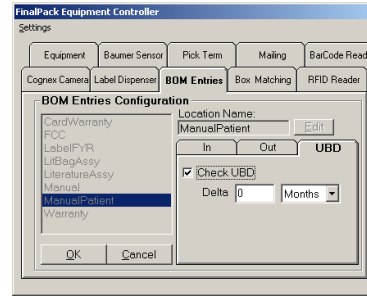 FinalPack Equipment Controller
Settings
Equipment Baumer Sensor Pick Term Mailing BarCode Read
Cognex Camera Label Dispenser BOM Entries Box Matching RFID Reader
BOM Entries Configuration
CardWarranty
FCC
LabelFYR
LitBagAssy
LiteratureAssy
Manual
ManualPatient
Warranty
Location Name:
ManualPatient Edit
In Out UBD
Check UBD
Delta 0 Months
OK Cancel